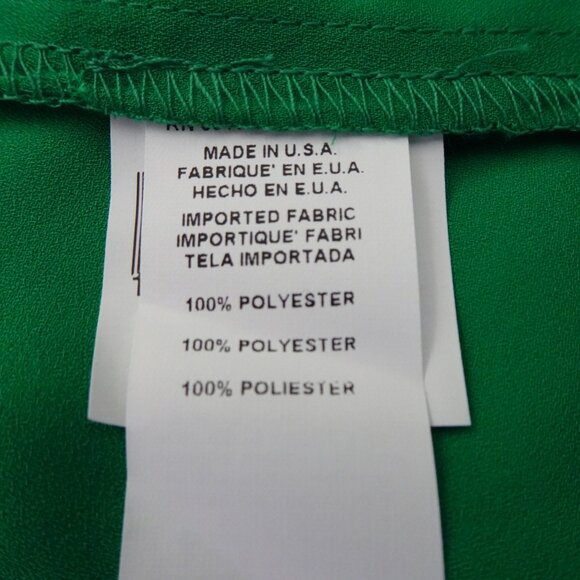 MADE IN U.S.A.
FABRIQUE' EN E.U.A.
HECHO EN E.U.A.
IMPORTED FABRIC
IMPORTIQUE' FABRI
TELA IMPORTADA
100% POLYESTER
100% POLYESTER
100% POLIESTER